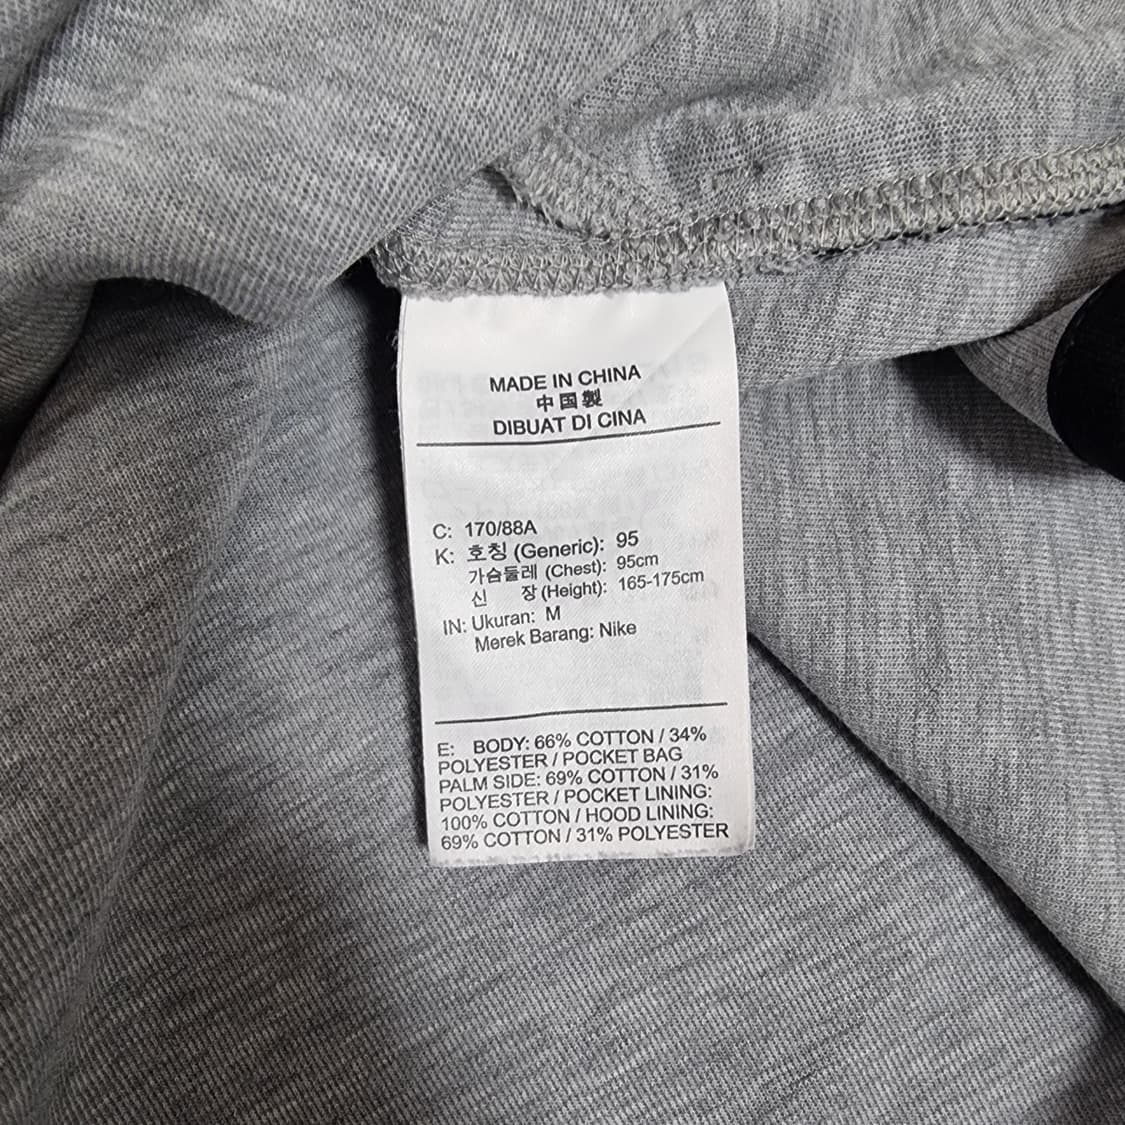 MADE IN CHINA
中国製
DIBUAT DI CINA
C: 170/88A
K: 호칭 (Generic): 95
가슴둘레 (Chest): 95cm
신 장 (Height): 165-175cm
IN: Ukuran: M
Merek Barang: Nike
E: BODY: 66% COTTON / 34%
POLYESTER / POCKET BAG
PALM SIDE: 69% COTTON / 31%
POLYESTER / POCKET LINING:
100% COTTON / HOOD LINING:
69% COTTON / 31% POLYESTER